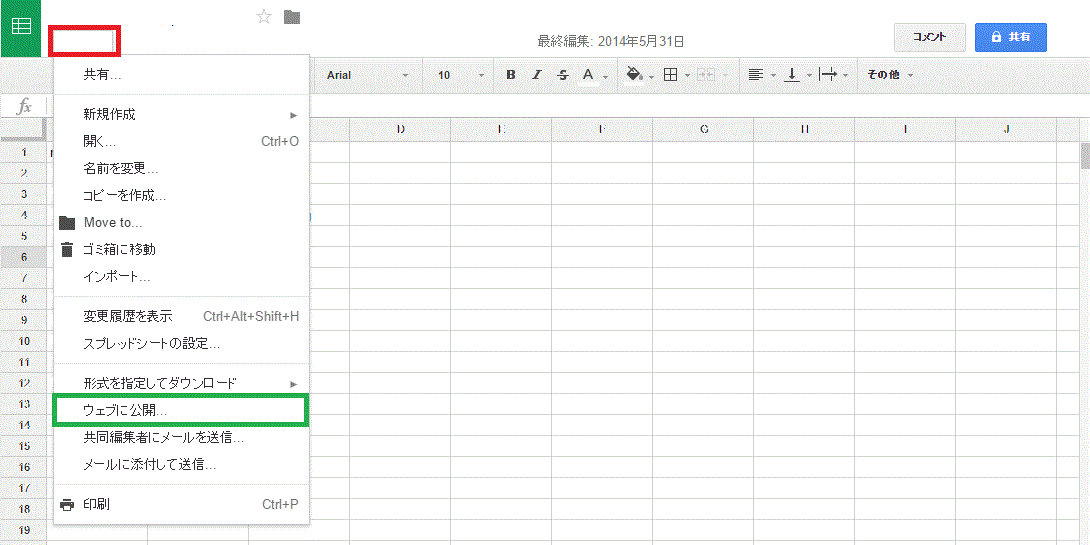 最終編集: 2014年5月31日
コメント
共有
共有...
Arial
10
B I S A
その他
fx
新規作成
開く... Ctrl+O
名前を変更...
コピーを作成...
Move to...
ゴミ箱に移動
インポート...
変更履歴を表示 Ctrl+Alt+Shift+H
スプレッドシートの設定...
形式を指定してダウンロード
ウェブに公開...
共同編集者にメールを送信...
メールに添付して送信...
印刷 Ctrl+P
D E F G H I J
1
2
3
4
5
6
7
8
9
10
11
12
13
14
15
16
17
18
19